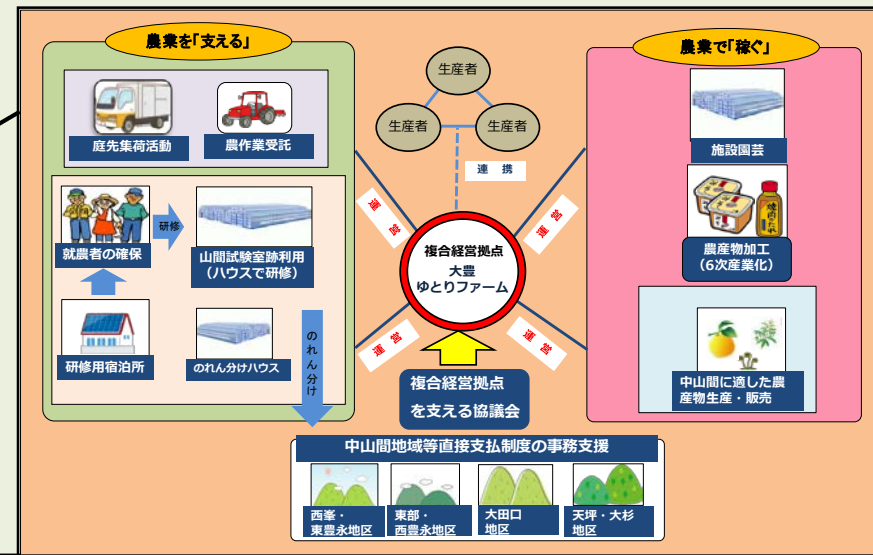 農業を「支える」
庭先集荷活動
農作業受託
就農者の確保
研修
山間試験室跡利用
（ハウスで研修）
研修用宿泊所
のれん分けハウス
のれん分け
生産者
生産者
生産者
連 携
運 営
運 営
運 営
運 営
複合経営拠点
大豊
ゆとりファーム
複合経営拠点
を支える協議会
農業で「稼ぐ」
施設園芸
焼肉のたれ
農産物加工
（6次産業化）
中山間に適した農
産物生産・販売
中山間地域等直接支払制度の事務支援
西峯・
東豊永地区
東部・
西豊永地区
大田口
地区
天坪・大杉
地区